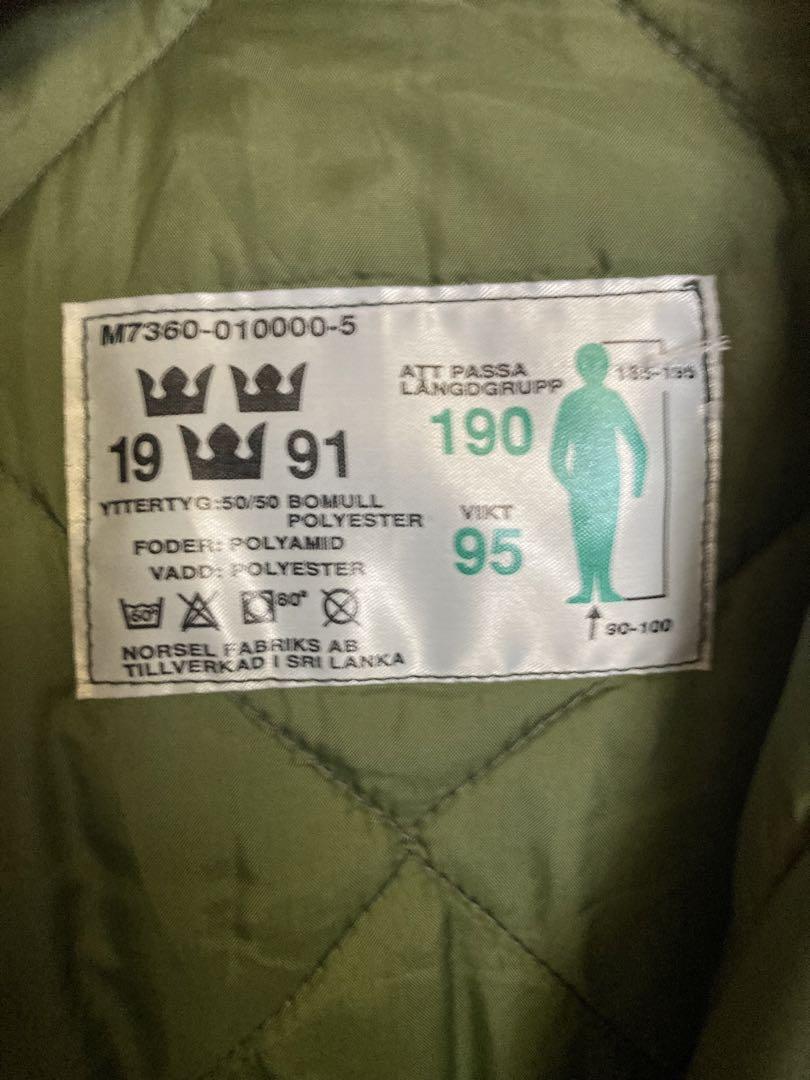 M7360-010000-5
19 91
YTTERTYG:50/50 BOMULL
POLYESTER
FODER: POLYAMID
VADD: POLYESTER
60° 60°
NORSEL FABRIKS AB
TILLVERKAD I SRI LANKA
ATT PASSA
LÄNGDGRUPP
190
185-195
VIKT
95
90-100